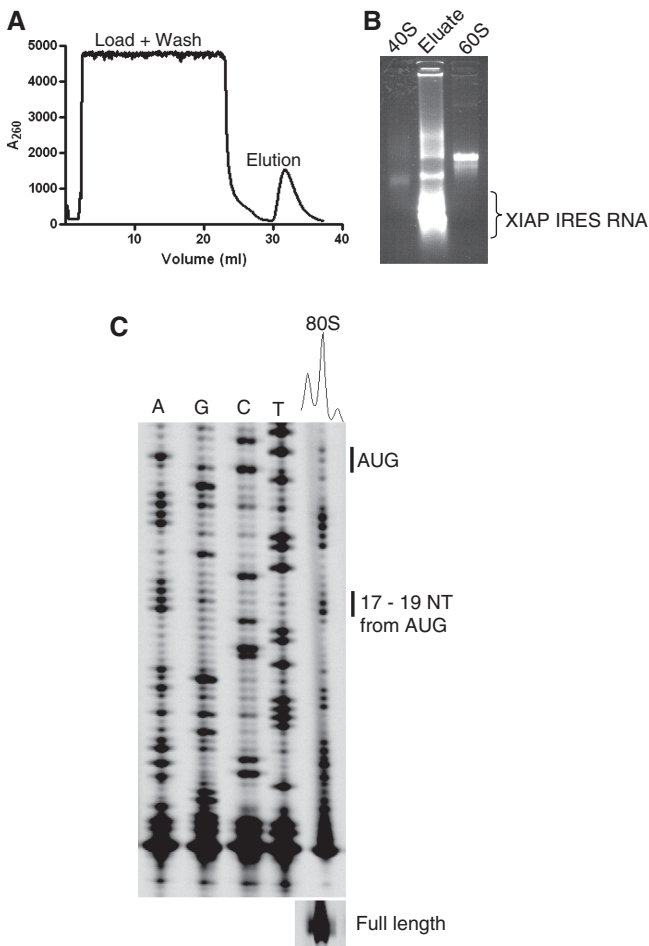 A
Load + Wash
5000
4000
3000
2000
1000
0
A260
Elution
10
20
30
40
Volume (ml)
B
40S
Eluate
60S
XIAP IRES RNA
C
80S
A G C T
AUG
17 - 19 NT
from AUG
Full length